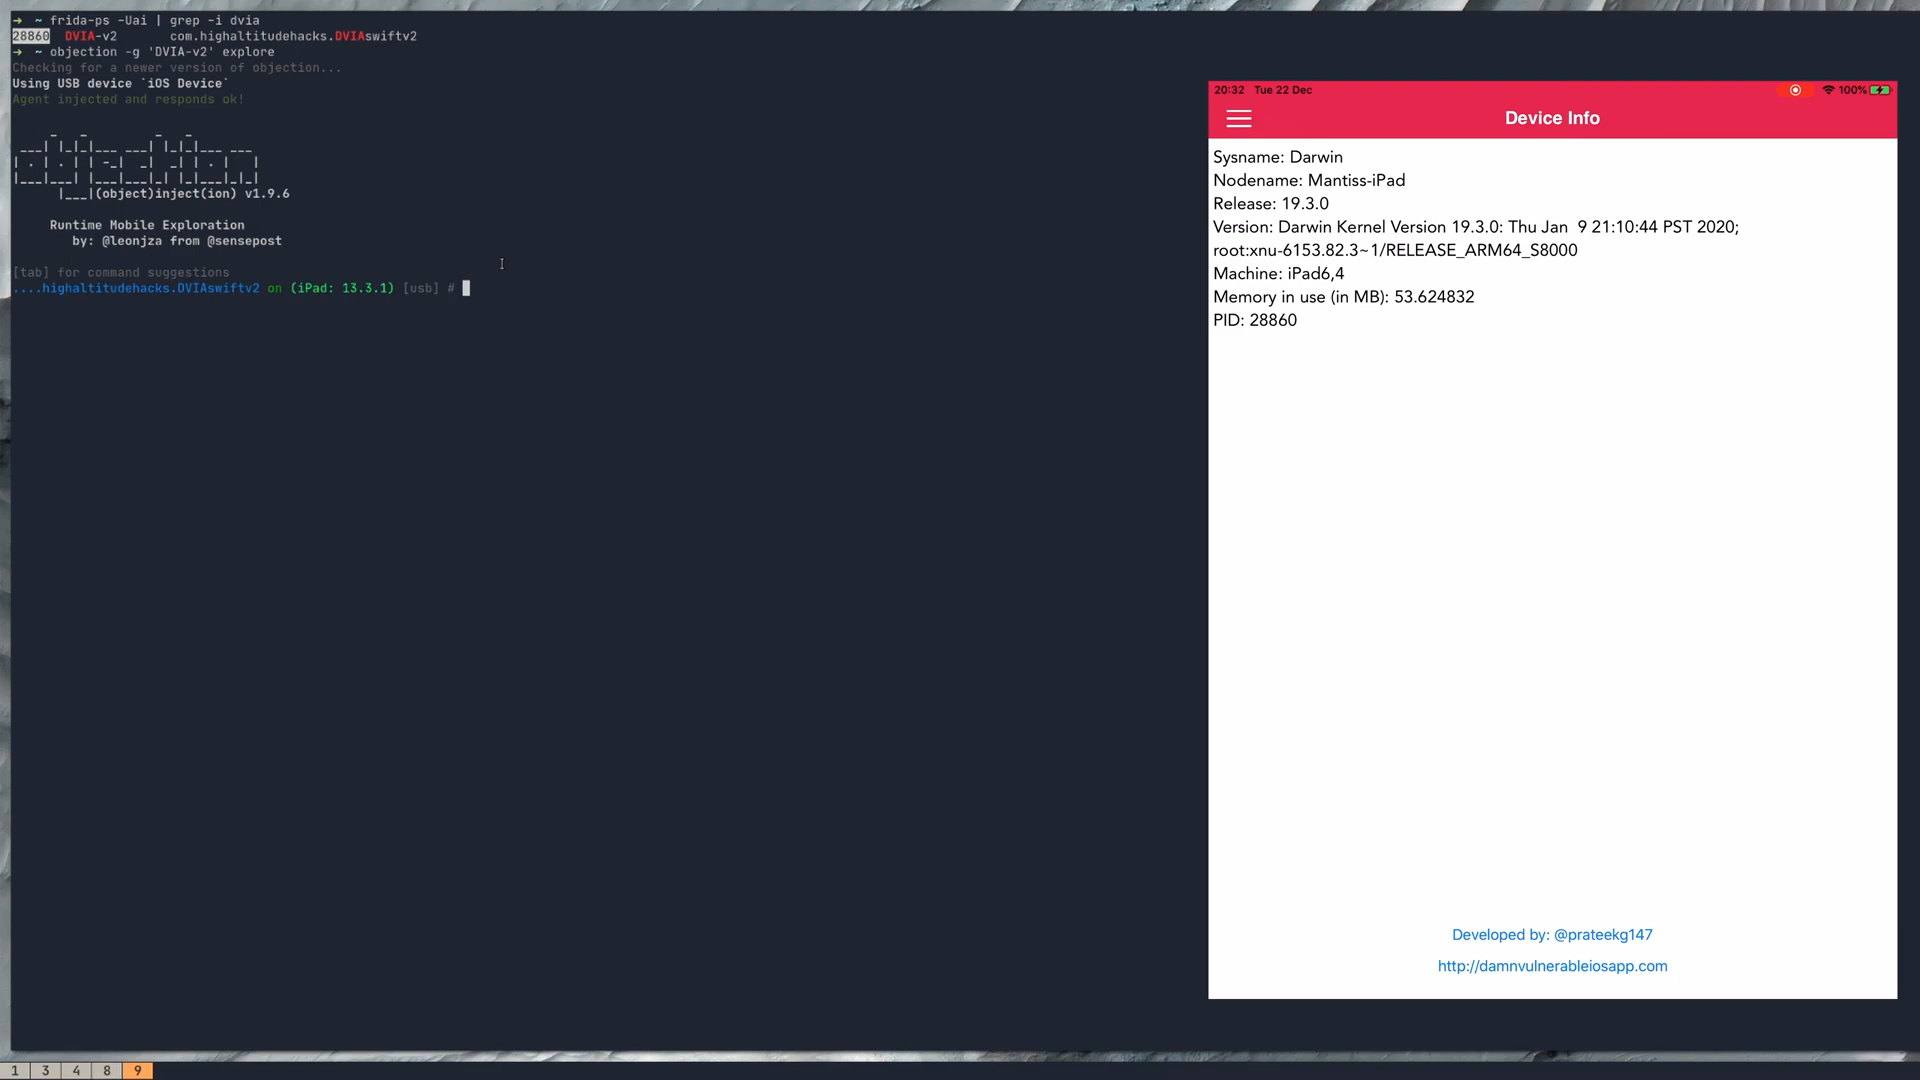 ➜ ~ frida-ps -Uai | grep -i dvia
28860 DVIA-v2 com.highaltitudehacks.DVIAswiftv2
➜ ~ objection -g 'DVIA-v2' explore
Checking for a newer version of objection...
Using USB device `iOS Device`
Agent injected and responds ok!
|___|(object)inject(ion) v1.9.6
Runtime Mobile Exploration
by: @leonjza from @sensepost
[tab] for command suggestions
....highaltitudehacks.DVIAswiftv2 on (iPad: 13.3.1) [usb] #
20:32 Tue 22 Dec 100%
Device Info
Sysname: Darwin
Nodename: Mantiss-iPad
Release: 19.3.0
Version: Darwin Kernel Version 19.3.0: Thu Jan 9 21:10:44 PST 2020;
root:xnu-6153.82.3~1/RELEASE_ARM64_S8000
Machine: iPad6,4
Memory in use (in MB): 53.624832
PID: 28860
Developed by: @prateekg147
http://damnvulnerableiosapp.com
1 3 4 8 9